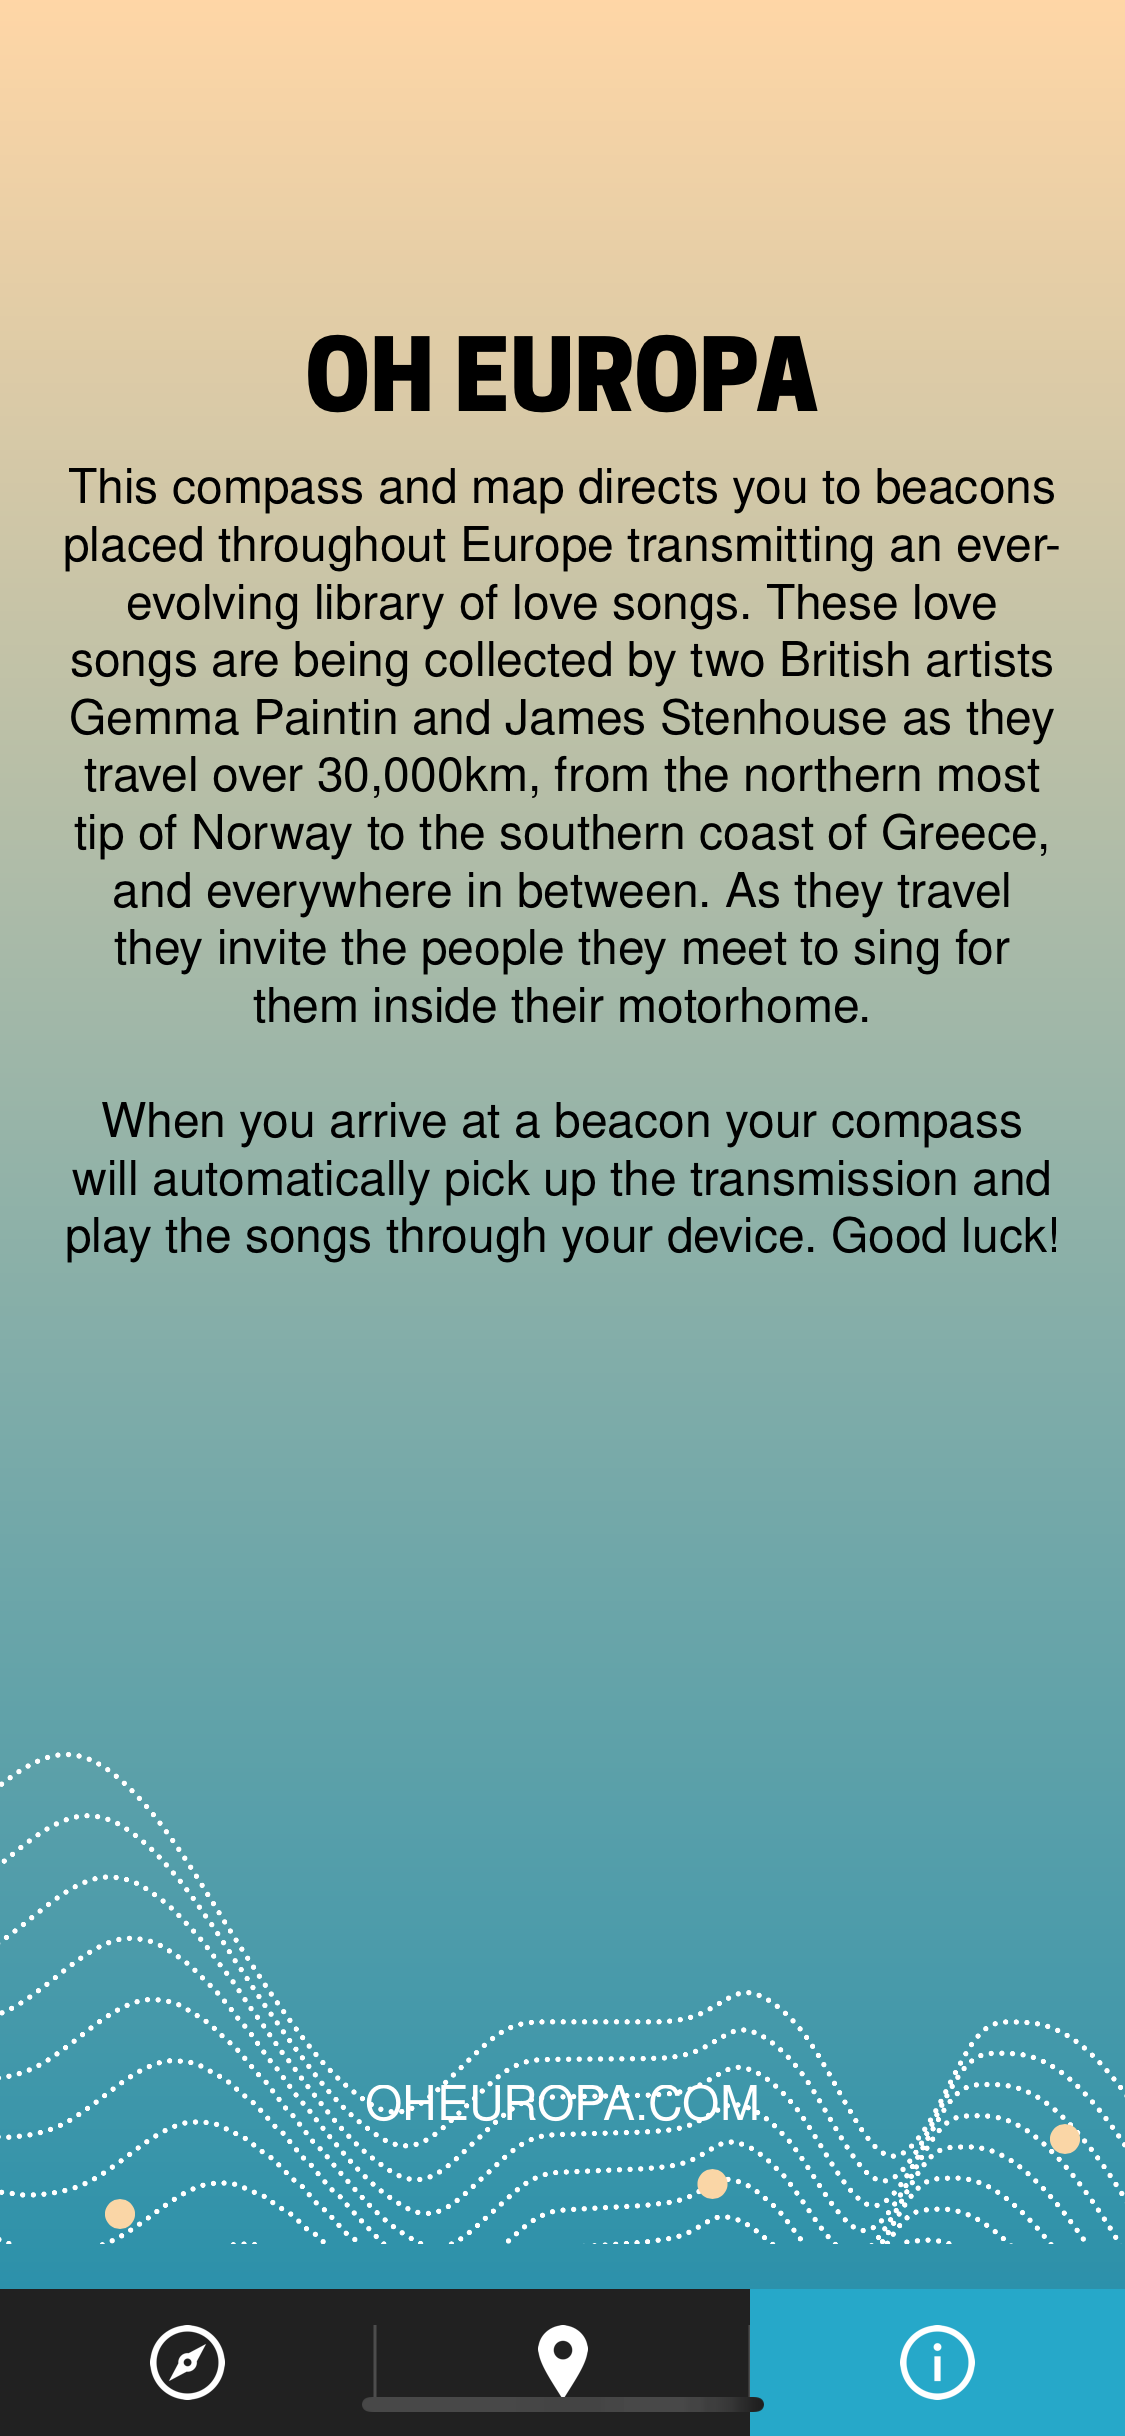 OH EUROPA
This compass and map directs you to beacons
placed throughout Europe transmitting an ever-
evolving library of love songs. These love
songs are being collected by two British artists
Gemma Paintin and James Stenhouse as they
travel over 30,000km, from the northern most
tip of Norway to the southern coast of Greece,
and everywhere in between. As they travel
they invite the people they meet to sing for
them inside their motorhome.
When you arrive at a beacon your compass
will automatically pick up the transmission and
play the songs through your device. Good luck!
OHEUROPA.COM